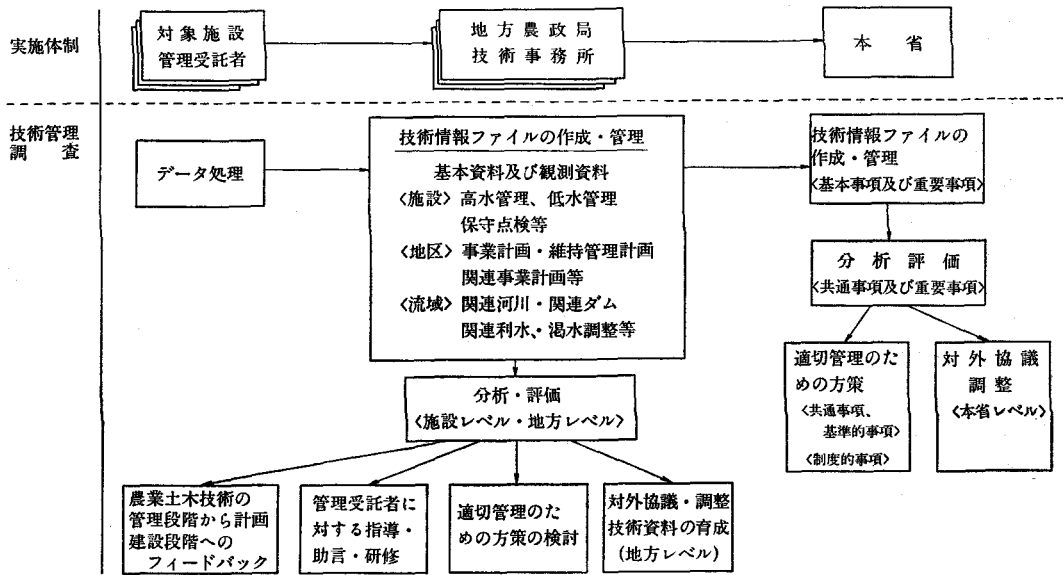 実施体制
対象施設
管理受託者
地方農政局
技術事務所
本省
技術管理
調査
データ処理
技術情報ファイルの作成・管理
基本資料及び観測資料
〈施設〉高水管理、低水管理
保守点検等
〈地区〉事業計画・維持管理計画
関連事業計画等
〈流域〉関連河川・関連ダム
関連利水、・渇水調整等
技術情報ファイルの
作成・管理
〈基本事項及び重要事項〉
分析評価
〈共通事項及び重要事項〉
適切管理のた
めの方策
〈共通事項、
基準的事項〉
〈制度的事項〉
対外協議
調整
〈本省レベル〉
分析・評価
〈施設レベル・地方レベル〉
農業土木技術の
管理段階から計画
建設段階への
フィードバック
管理受託者に
対する指導・
助言・研修
適切管理のた
めの方策の検討
対外協議・調整
技術資料の育成
(地方レベル)